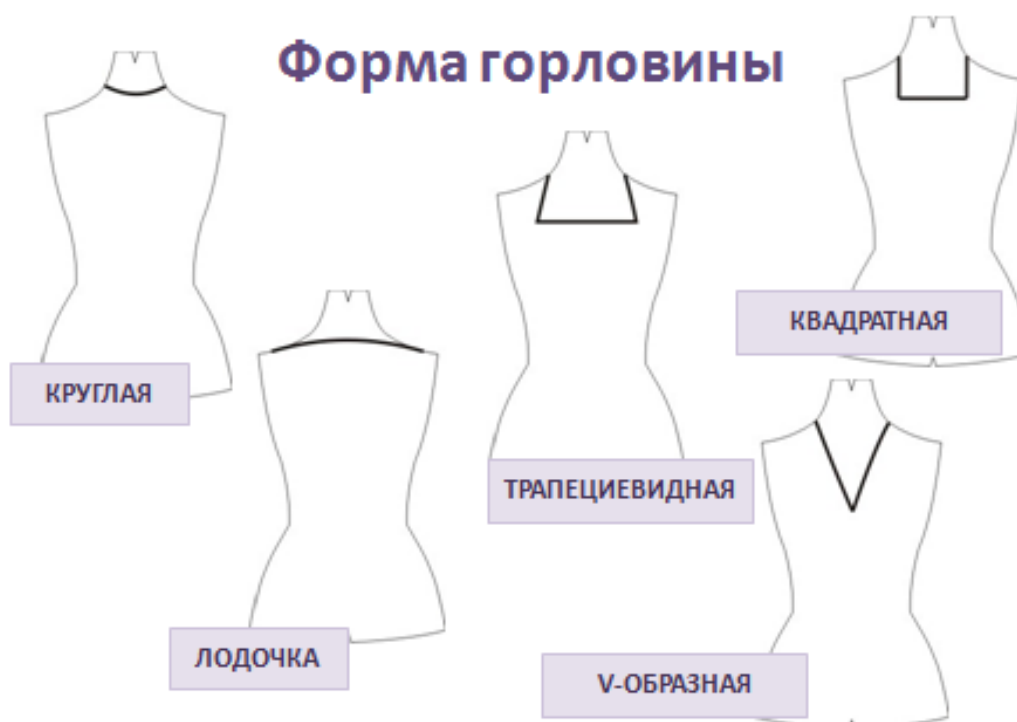 Форма горловины
КРУГЛАЯ
ЛОДОЧКА
ТРАПЕЦИЕВИДНАЯ
КВАДРАТНАЯ
V-ОБРАЗНАЯ